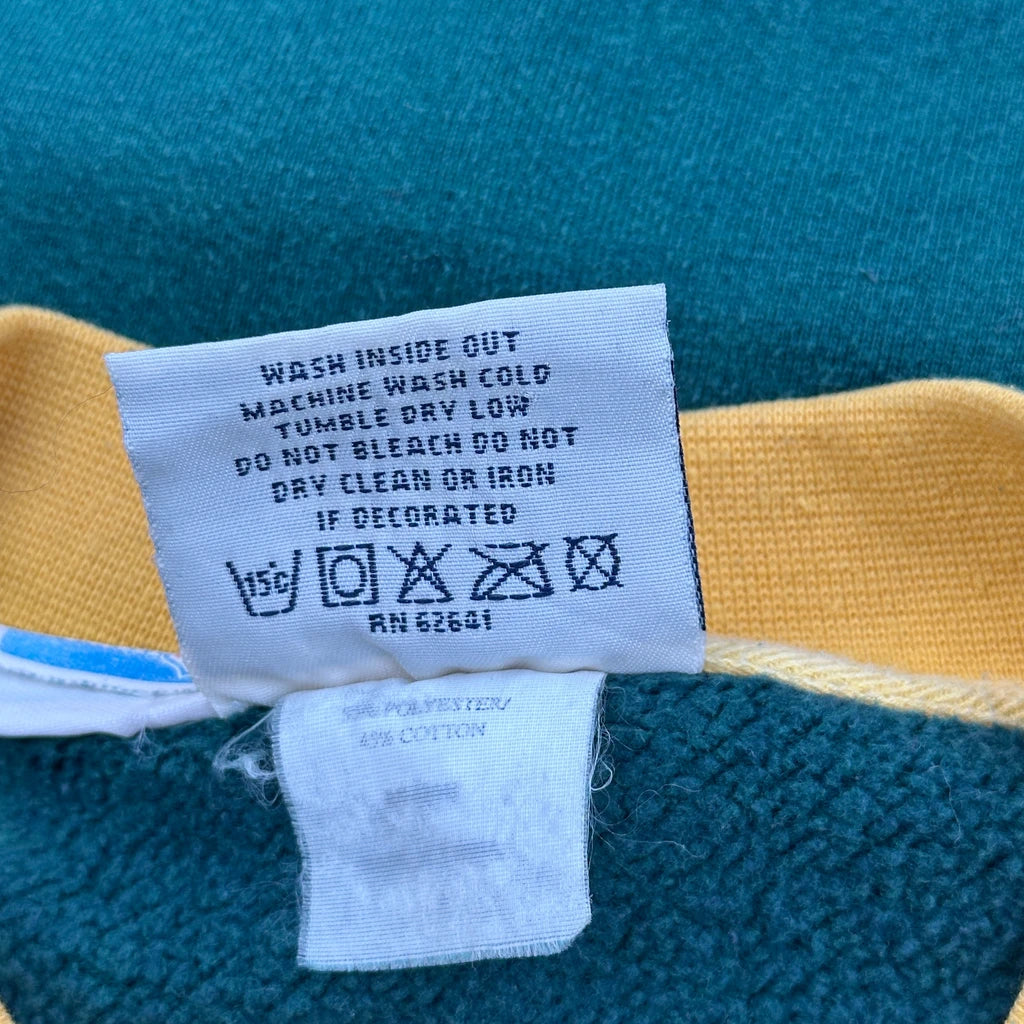 WASH INSIDE OUT
MACHINE WASH COLD
TUMBLE DRY LOW
DO NOT BLEACH DO NOT
DRY CLEAN OR IRON
IF DECORATED
15°C
RN 62641
POLYESTER/
COTTON